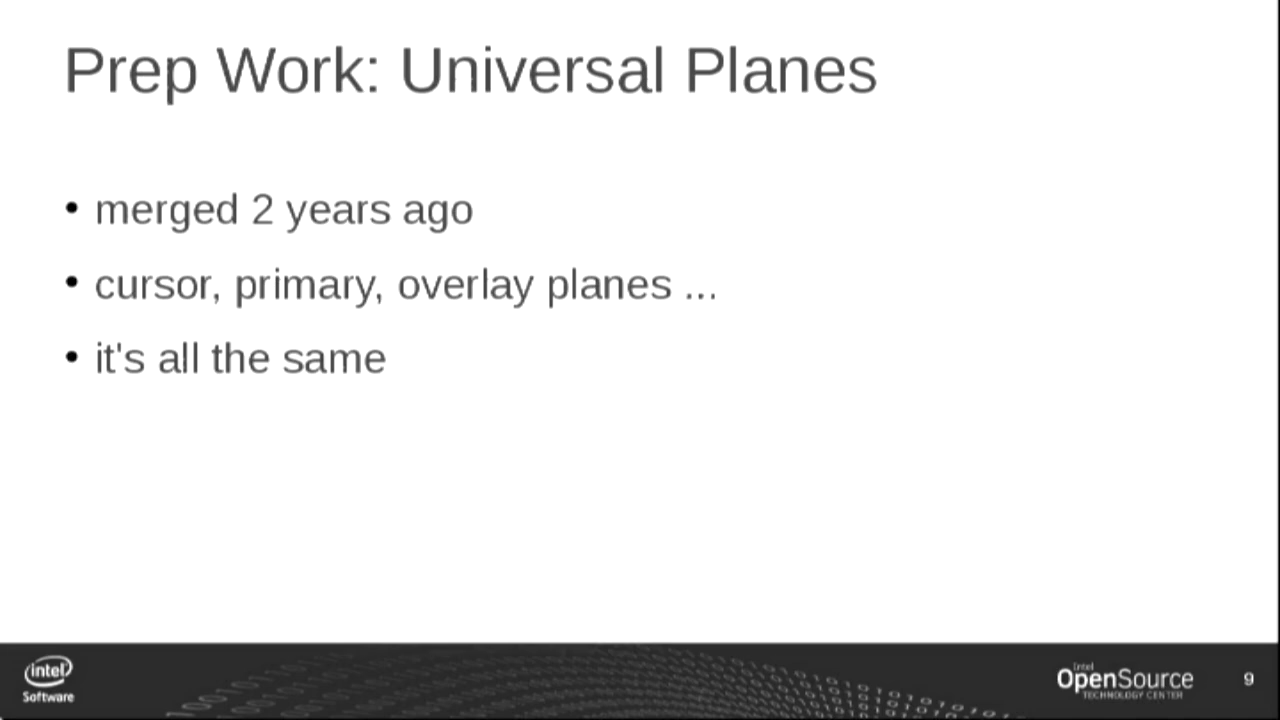 Prep Work: Universal Planes
• merged 2 years ago
• cursor, primary, overlay planes ...
• it's all the same
intel
Software
Intel
OpenSource
TECHNOLOGY CENTER
9